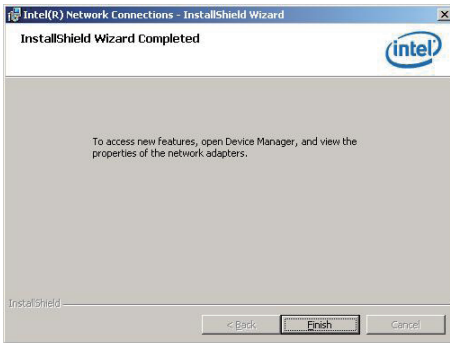 Intel(R) Network Connections - InstallShield Wizard
InstallShield Wizard Completed
intel
To access new features, open Device Manager, and view the
properties of the network adapters.
InstallShield
< Back
Finish
Cancel